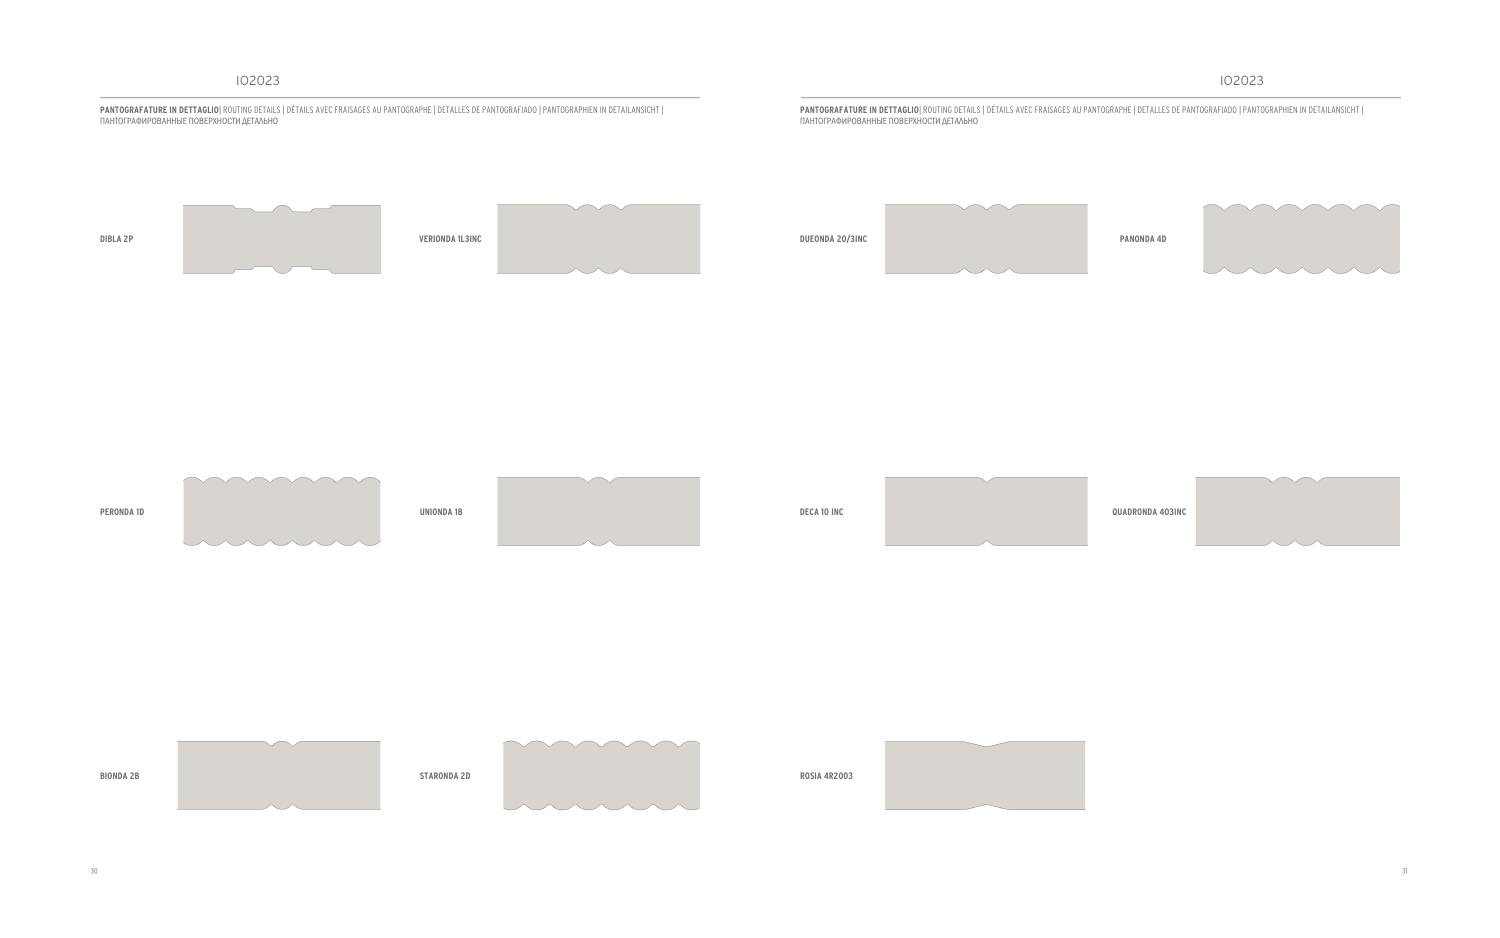 IO2023
PANTOGRAFATURE IN DETTAGLIO| ROUTING DETAILS | DÉTAILS AVEC FRAISAGES AU PANTOGRAPHE | DETALLES DE PANTOGRAFIADO | PANTOGRAPHIEN IN DETAILANSICHT |
ПАНТОГРАФИРОВАННЫЕ ПОВЕРХНОСТИ ДЕТАЛЬНО
DIBLA 2P
VERIONDA 1L3INC
PERONDA 1D
UNIONDA 1B
BIONDA 2B
STARONDA 2D
30
IO2023
PANTOGRAFATURE IN DETTAGLIO| ROUTING DETAILS | DÉTAILS AVEC FRAISAGES AU PANTOGRAPHE | DETALLES DE PANTOGRAFIADO | PANTOGRAPHIEN IN DETAILANSICHT |
ПАНТОГРАФИРОВАННЫЕ ПОВЕРХНОСТИ ДЕТАЛЬНО
DUEONDA 20/3INC
PANONDA 4D
DECA 10 INC
QUADRONDA 403INC
ROSIA 4R2003
31